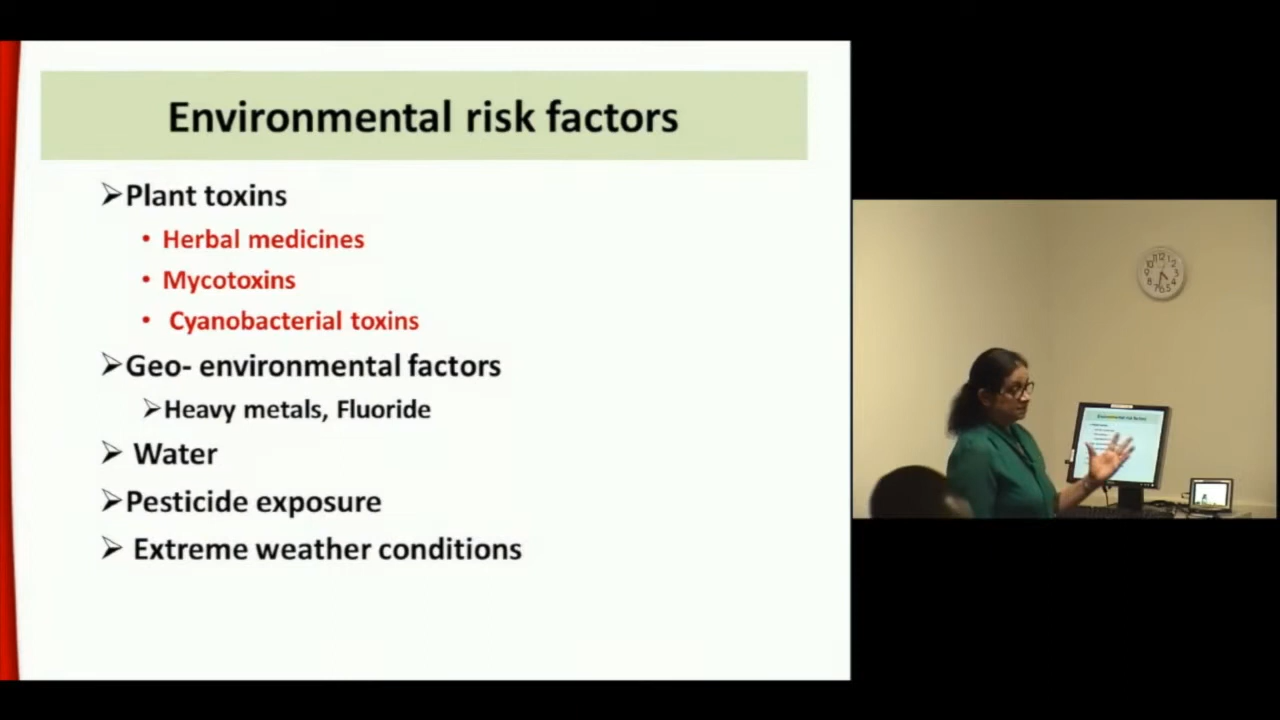 Environmental risk factors
➢Plant toxins
• Herbal medicines
• Mycotoxins
• Cyanobacterial toxins
➢Geo- environmental factors
➢Heavy metals, Fluoride
➢ Water
➢Pesticide exposure
➢ Extreme weather conditions